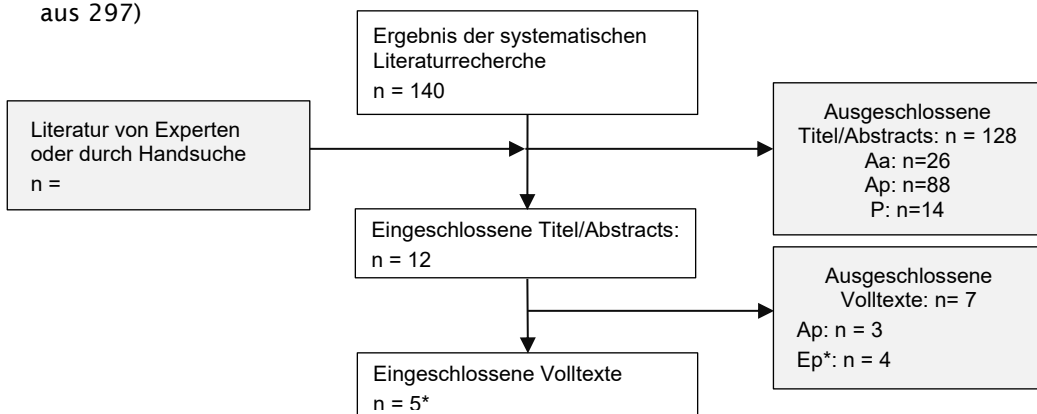 aus 297)
Ergebnis der systematischen
Literaturrecherche
n = 140
Literatur von Experten
oder durch Handsuche
n =
Ausgeschlossene
Titel/Abstracts: n = 128
Aa: n=26
Ap: n=88
P: n=14
Eingeschlossene Titel/Abstracts:
n = 12
Ausgeschlossene
Volltexte: n= 7
Ap: n = 3
Ep*: n = 4
Eingeschlossene Volltexte
n = 5*